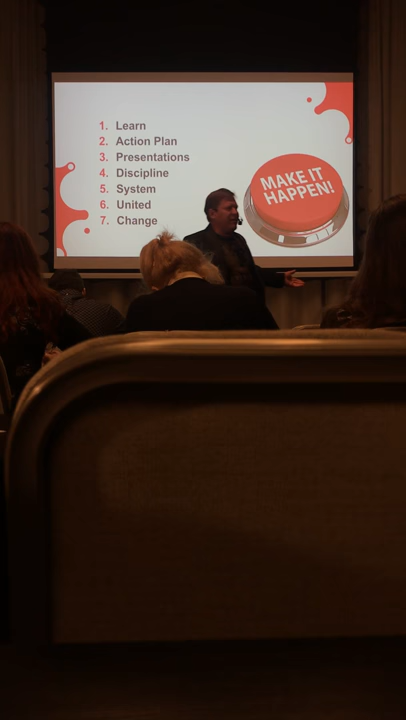 1. Learn
2. Action Plan
3. Presentations
4. Discipline
5. System
6. United
7. Change
MAKE IT
HAPPEN!